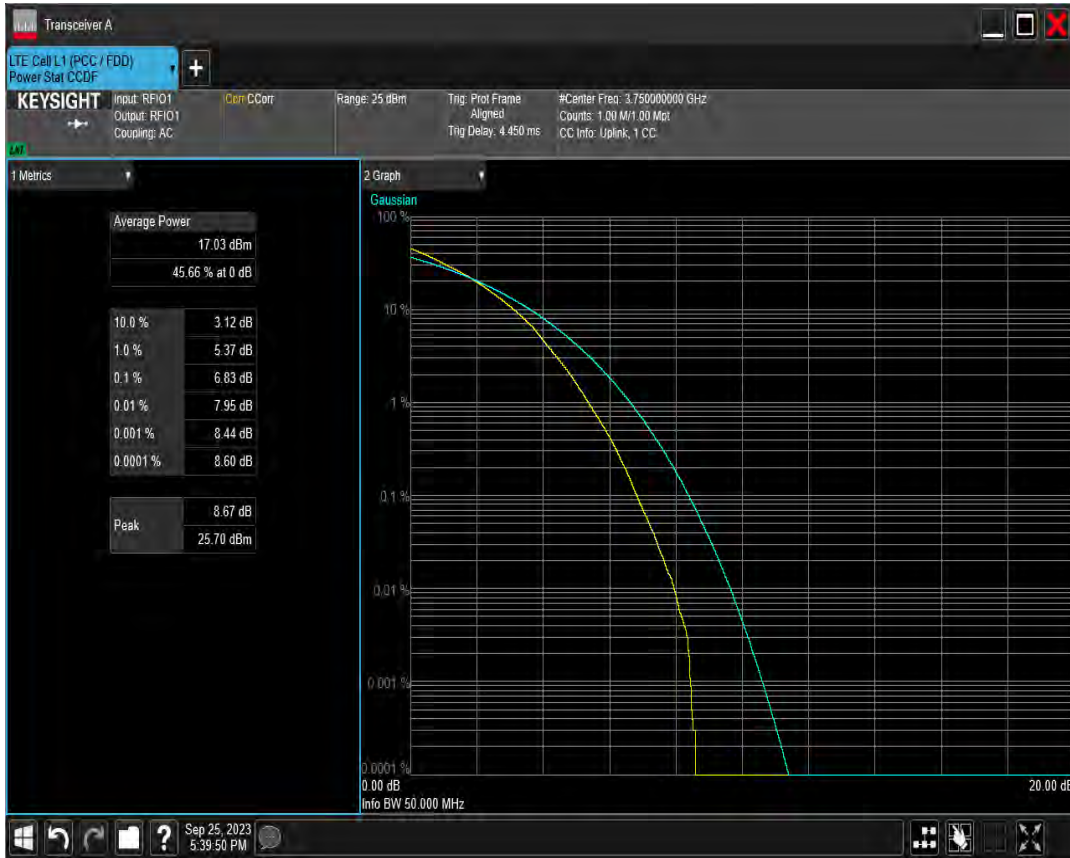 Transceiver A
LTE Cell L1 (PCC / FDD)
Power Stat CCDF
+
KEYSIGHT
Input: RFIO1
Output: RFIO1
Coupling: AC
Corr CCorr
Range: 25 dBm
Trig: Prot Frame
Aligned
Trig Delay: 4.450 ms
#Center Freq: 3.750000000 GHz
Counts: 1.00 M/1.00 Mpt
CC Info: Uplink, 1 CC
1 Metrics
Average Power
17.03 dBm
45.66 % at 0 dB
10.0 % 3.12 dB
1.0 % 5.37 dB
0.1 % 6.83 dB
0.01 % 7.95 dB
0.001 % 8.44 dB
0.0001 % 8.60 dB
Peak
8.67 dB
25.70 dBm
2 Graph
Gaussian
100 %
10 %
1 %
0.1 %
0.01 %
0.001 %
0.0001 %
0.00 dB
20.00 dB
Info BW 50.000 MHz
?
Sep 25, 2023
5:39:50 PM